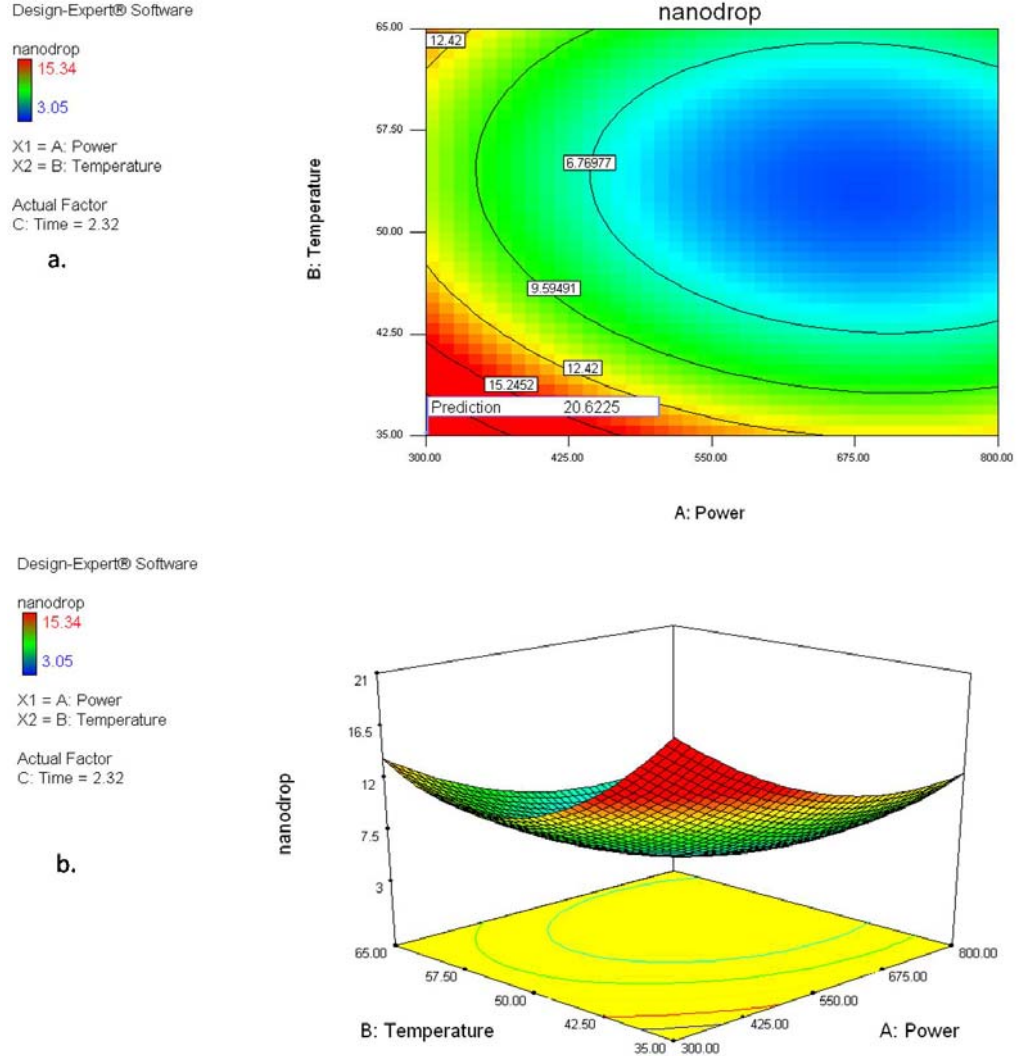 Design-Expert® Software
nanodrop
15.34
3.05
X1 = A: Power
X2 = B: Temperature
Actual Factor
C: Time = 2.32
a.
nanodrop
65.00
57.50
50.00
42.50
35.00
B: Temperature
12.42
6.76977
9.59491
12.42
15.2452
Prediction 20.6225
300.00 425.00 550.00 675.00 800.00
A: Power
Design-Expert® Software
nanodrop
15.34
3.05
X1 = A: Power
X2 = B: Temperature
Actual Factor
C: Time = 2.32
b.
21
16.5
12
7.5
3
nanodrop
65.00
57.50
50.00
42.50
35.00
B: Temperature
300.00
425.00
550.00
675.00
800.00
A: Power